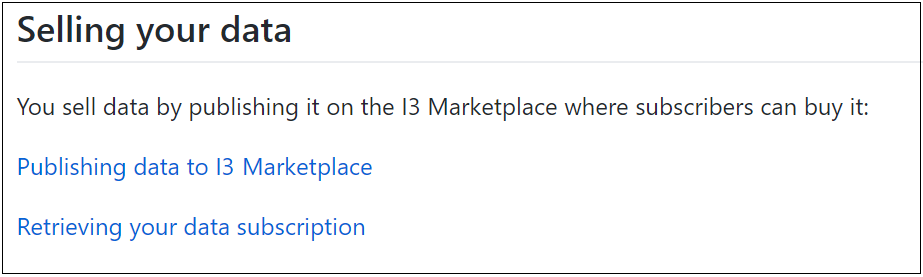 Selling your data
You sell data by publishing it on the I3 Marketplace where subscribers can buy it:
Publishing data to I3 Marketplace
Retrieving your data subscription